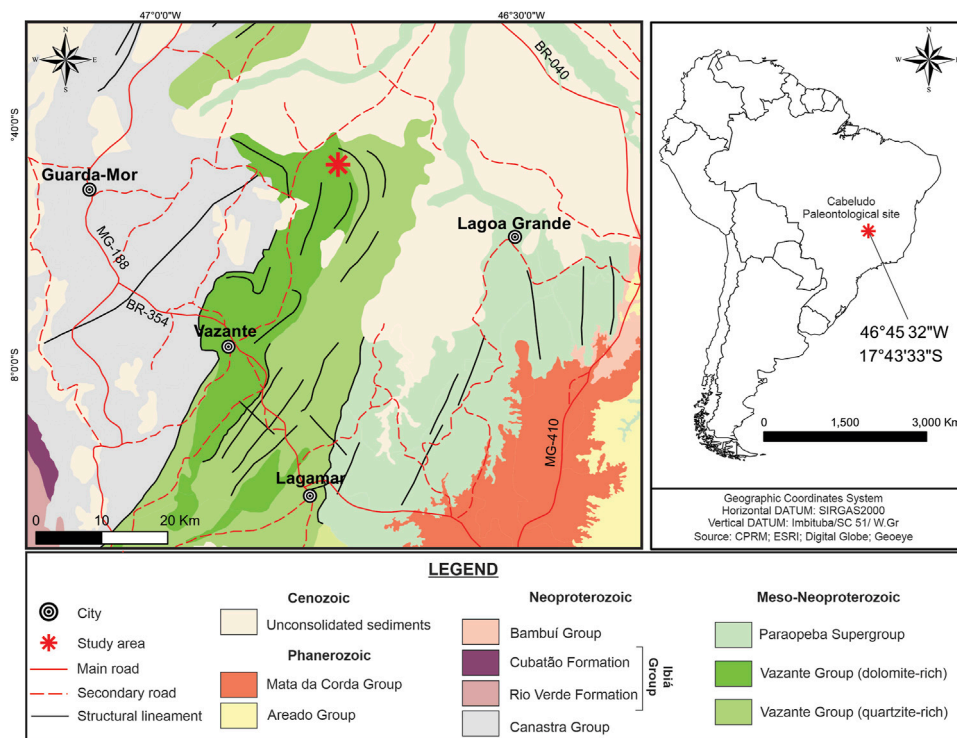 47°0'0"W
46°30'0"W
N
W
E
S
BR-040
°40'0"S
Guarda-Mor
Lagoa Grande
MG-188
BR-354
Vazante
8°0'0"S
MG-410
Lagamar
0 10 20 Km
N
W
E
S
Cabeludo
Paleontological site
46°45 32"W
17°43'33"S
0 1,500 3,000 Km
Geographic Coordinates System
Horizontal DATUM: SIRGAS2000
Vertical DATUM: Imbituba/SC 51/ W.Gr
Source: CPRM; ESRI; Digital Globe; Geoeye
LEGEND
City
Study area
Main road
Secondary road
Structural lineament
Cenozoic
Unconsolidated sediments
Phanerozoic
Mata da Corda Group
Areado Group
Neoproterozoic
Bambuí Group
Cubatão Formation
Rio Verde Formation
Ibiá
Group
Canastra Group
Meso-Neoproterozoic
Paraopeba Supergroup
Vazante Group (dolomite-rich)
Vazante Group (quartzite-rich)